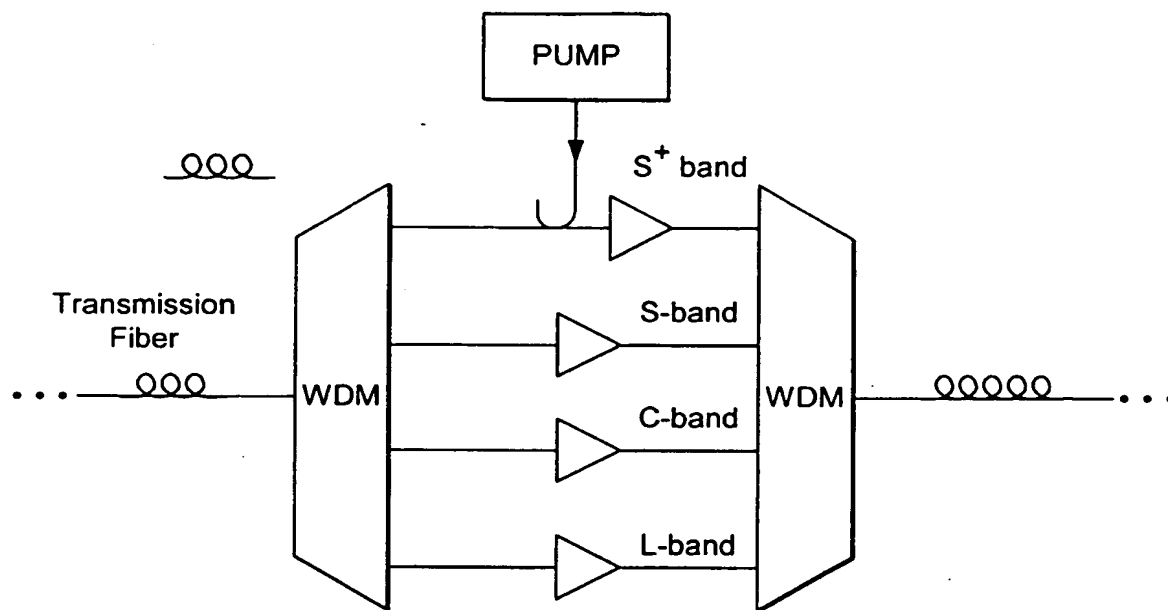 PUMP
S+ band
Transmission
Fiber
S-band
WDM
WDM
C-band
L-band